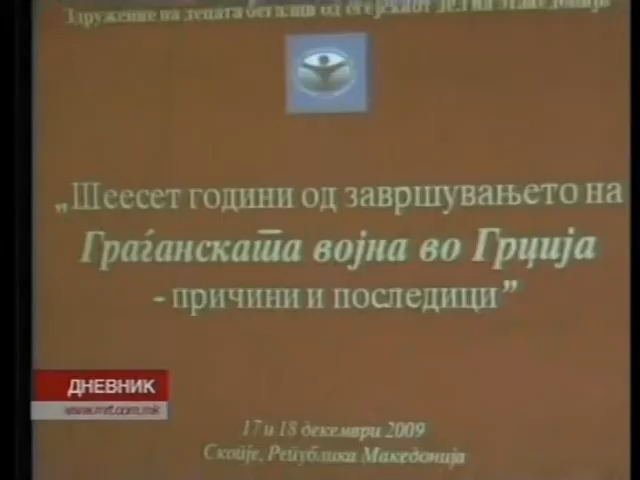 Здружение на децата бегалци од егејскиот дел на Македонија
„Шеесет години од завршувањето на
Граѓанската војна во Грција
- причини и последици”
ДНЕВНИК
www.mrt.com.mk
17 и 18 декември 2009
Скопје, Република Македонија